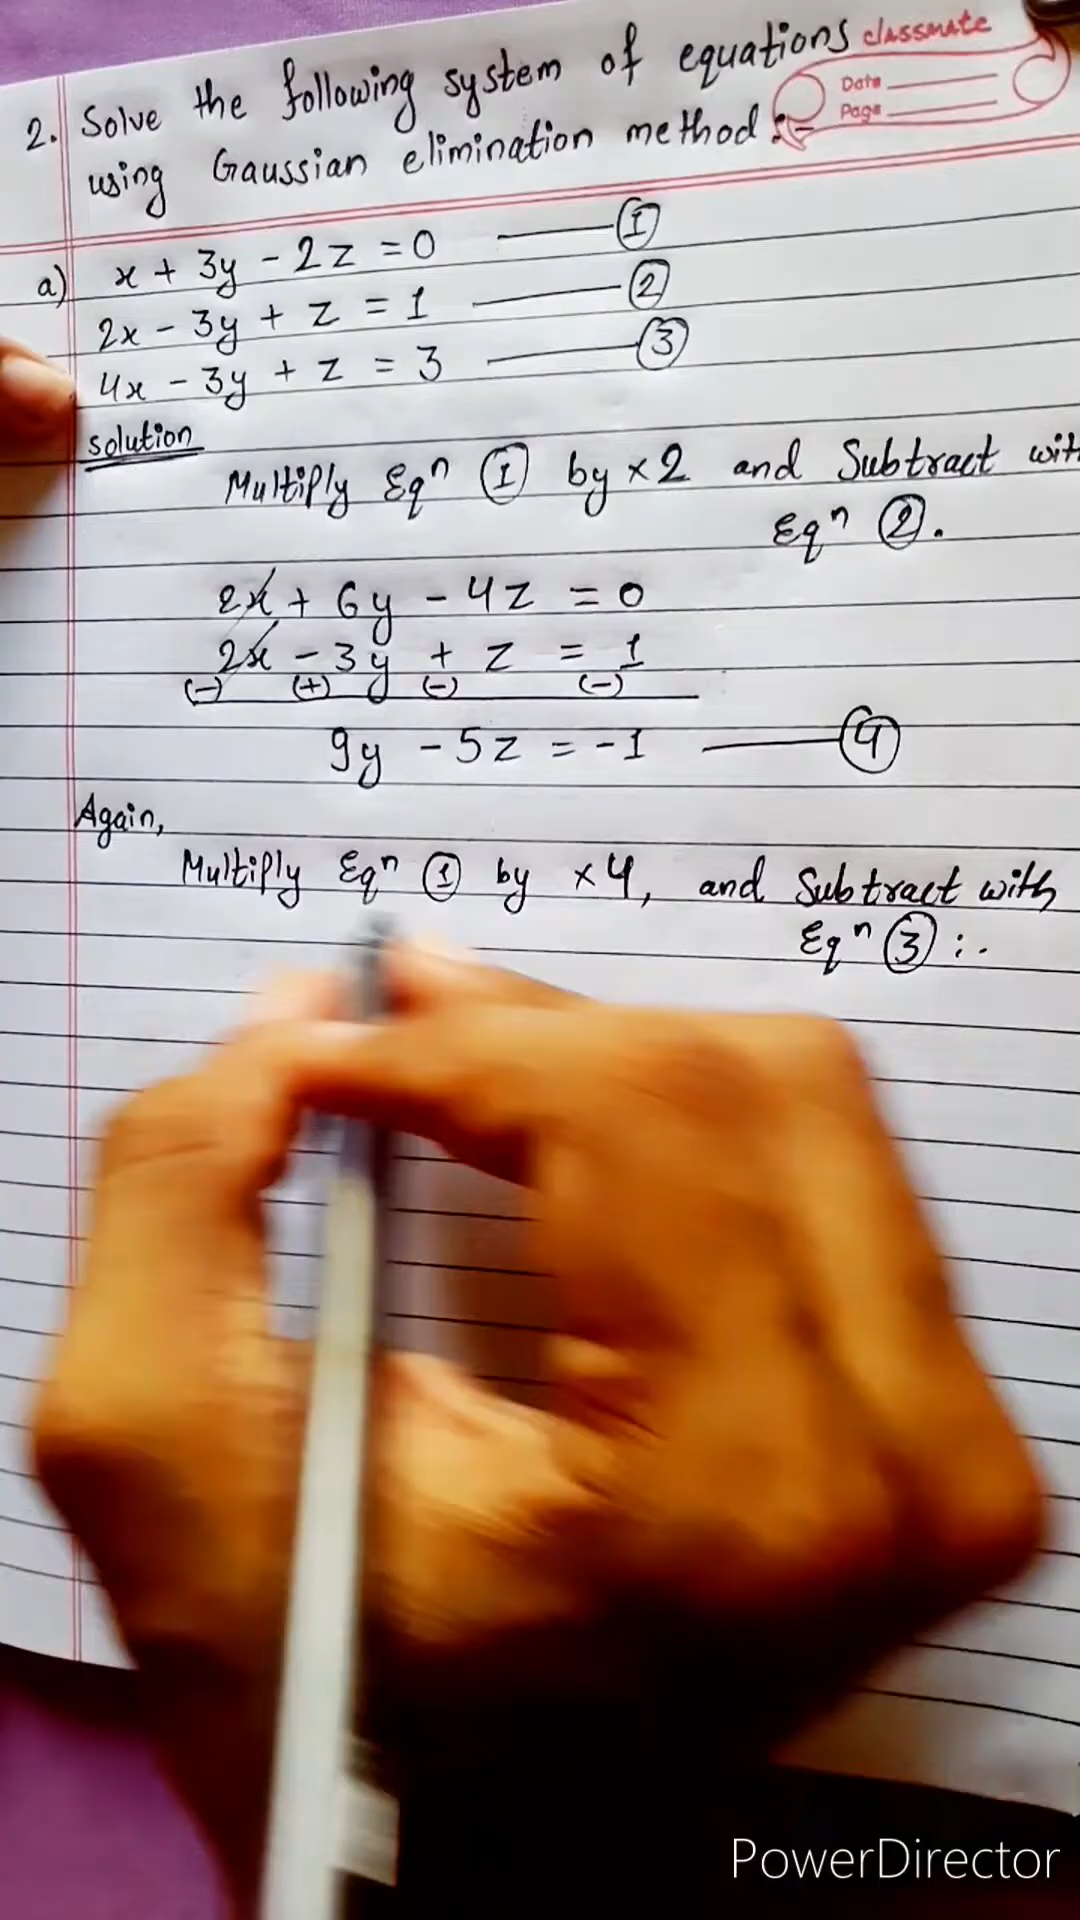 classmate
Date
Page
2. Solve the following system of equations
using Gaussian elimination method :-
a) x + 3y - 2z = 0 ——— ①
2x - 3y + z = 1 ——— ②
4x - 3y + z = 3 ——— ③
solution
Multiply Eqⁿ ① by ×2 and Subtract with
Eqⁿ ②.
2x + 6y - 4z = 0
2x - 3y + z = 1
(-) (+) (-) (-)
9y - 5z = -1 ——— ④
Again,
Multiply Eqⁿ ① by ×4, and Subtract with
Eqⁿ ③ :.
PowerDirector